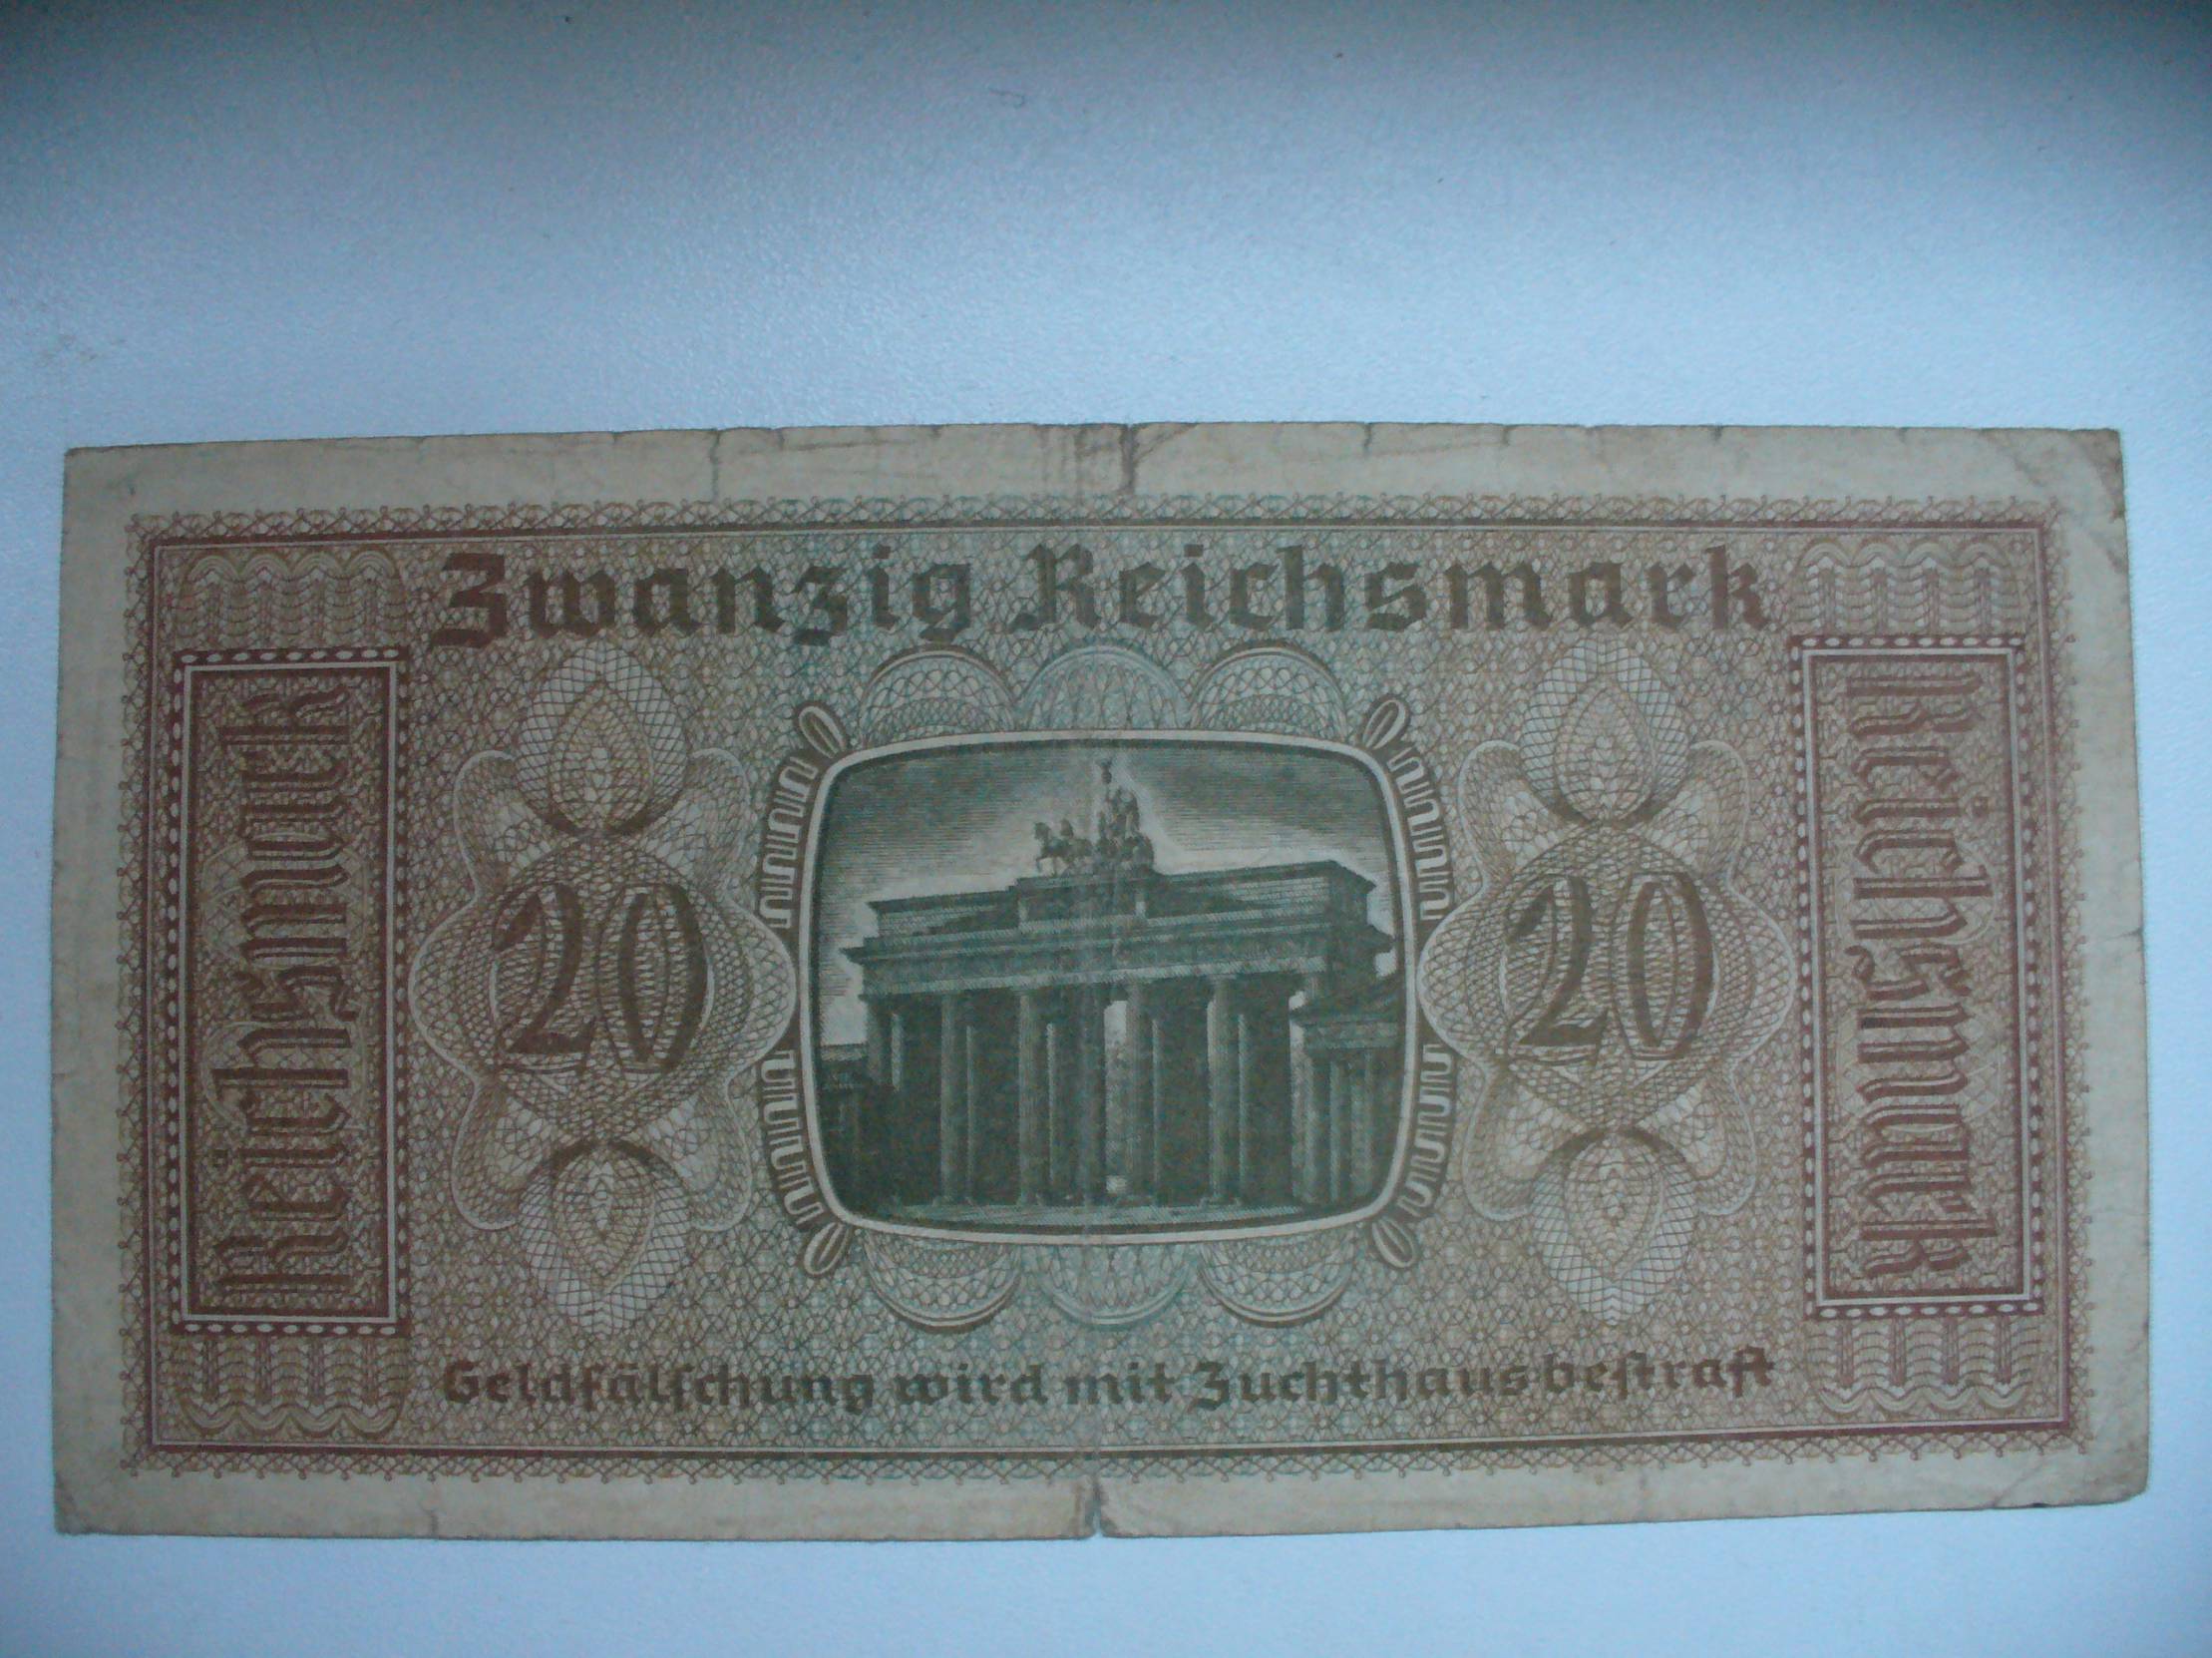 Zwanzig Reichsmark
Reichsmark
20
20
Reichsmark
Geldfälſchung wird mit Zuchthaus beſtraft